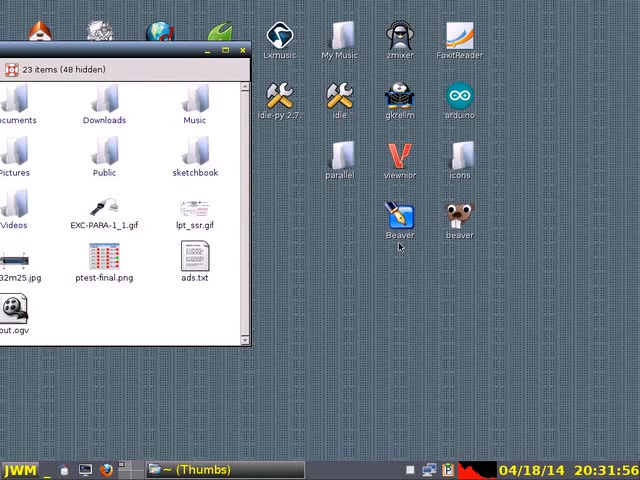 Lxmusic
My Music
zmixer
FoxitReader
23 items (48 hidden)
ocuments
Downloads
Music
idle-py 2.7.
idle
gkrellm
arduino
Pictures
Public
sketchbook
parallel
viewnior
icons
Videos
EXC-PARA-1_1.gif
lpt_ssr.gif
Beaver
beaver
32m25.jpg
ptest-final.png
ads.txt
out.ogv
JWM
~ (Thumbs)
04/18/14 20:31:56